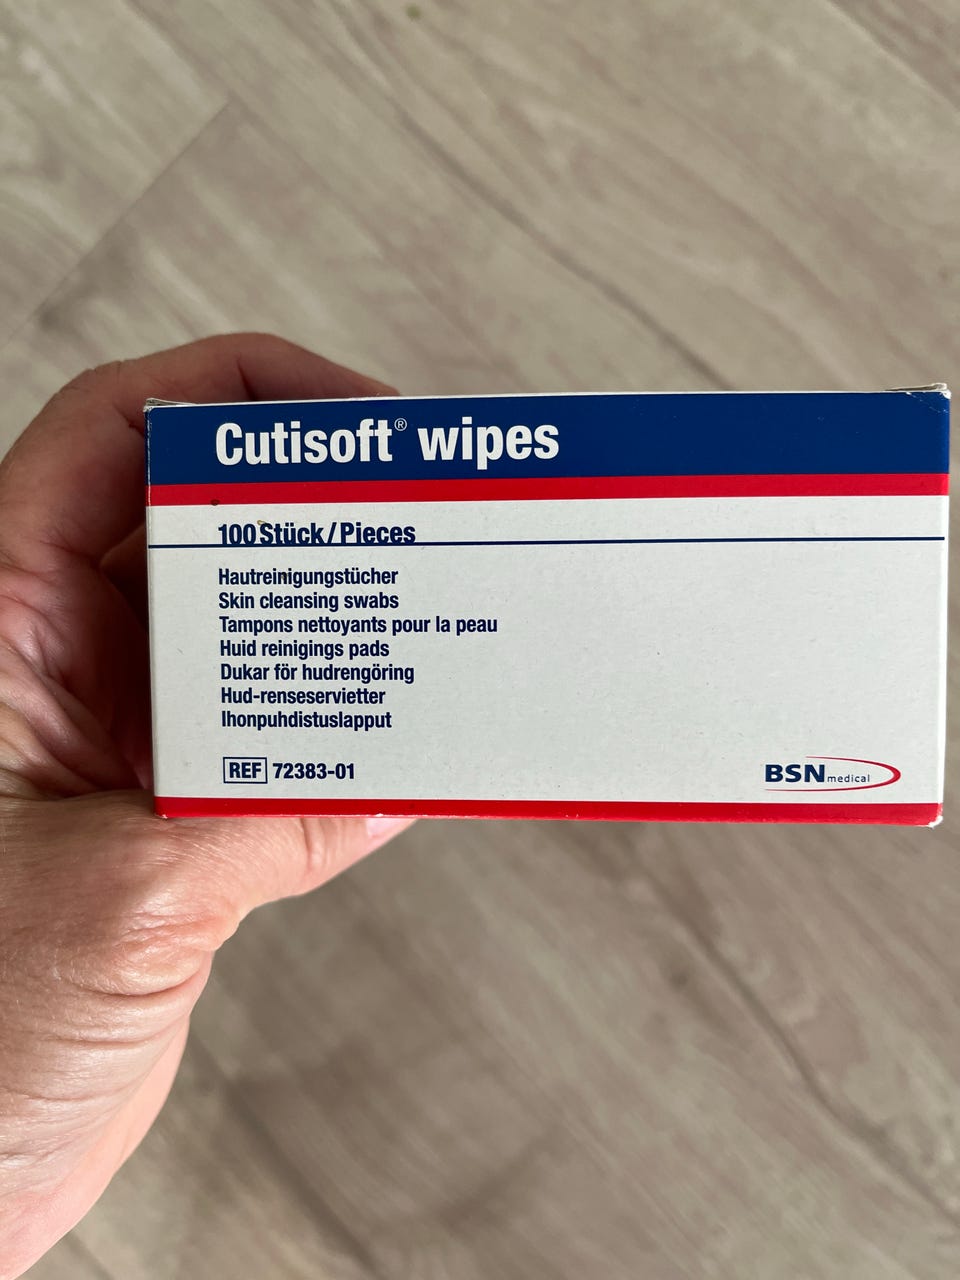 Cutisoft® wipes
100 Stück/Pieces
Hautreinigungstücher
Skin cleansing swabs
Tampons nettoyants pour la peau
Huid reinigings pads
Dukar för hudrengöring
Hud-renseservietter
Ihonpuhdistuslapput
REF 72383-01
BSN medical